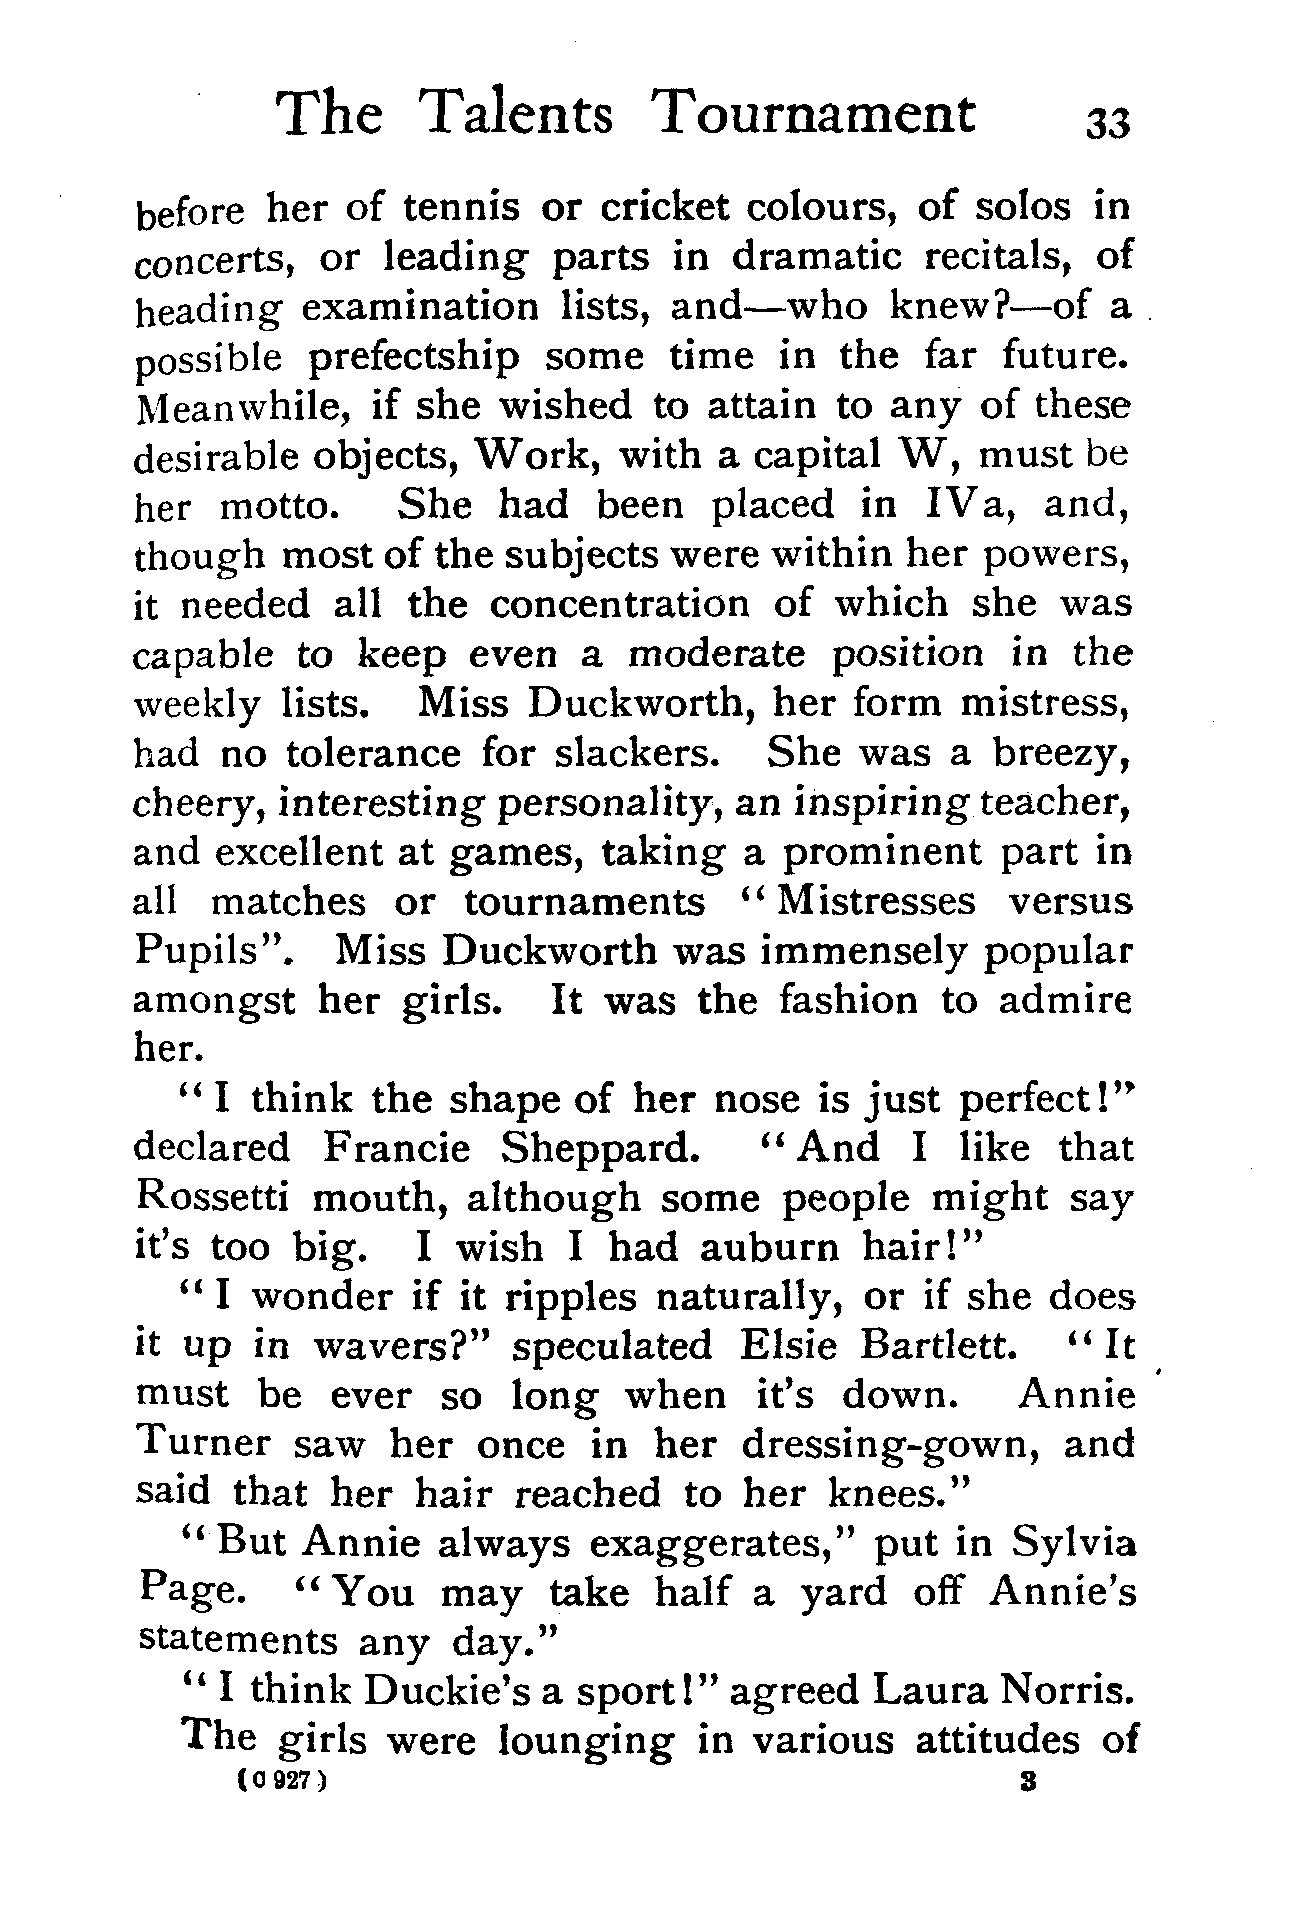 The Talents Tournament 33
before her of tennis or cricket colours, of solos in
concerts, or leading parts in dramatic recitals, of
heading examination lists, and—who knew?—of a
possible prefectship some time in the far future.
Meanwhile, if she wished to attain to any of these
desirable objects, Work, with a capital W, must be
her motto. She had been placed in IVa, and,
though most of the subjects were within her powers,
it needed all the concentration of which she was
capable to keep even a moderate position in the
weekly lists. Miss Duckworth, her form mistress,
had no tolerance for slackers. She was a breezy,
cheery, interesting personality, an inspiring teacher,
and excellent at games, taking a prominent part in
all matches or tournaments “Mistresses versus
Pupils”. Miss Duckworth was immensely popular
amongst her girls. It was the fashion to admire
her.
“I think the shape of her nose is just perfect!”
declared Francie Sheppard. “And I like that
Rossetti mouth, although some people might say
it's too big. I wish I had auburn hair!”
“I wonder if it ripples naturally, or if she does
it up in wavers?” speculated Elsie Bartlett. “It
must be ever so long when it's down. Annie
Turner saw her once in her dressing-gown, and
said that her hair reached to her knees.”
“But Annie always exaggerates,” put in Sylvia
Page. “You may take half a yard off Annie's
statements any day.”
“I think Duckie's a sport!” agreed Laura Norris.
The girls were lounging in various attitudes of
(C 927) 3